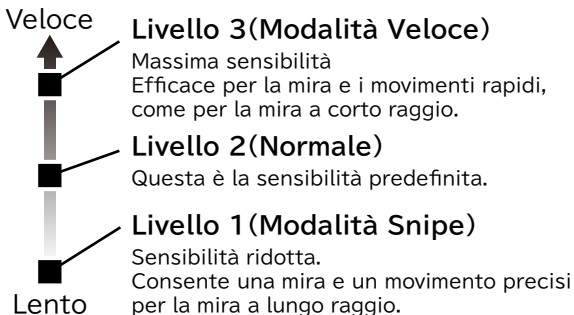 Veloce
Livello 3(Modalità Veloce)
Massima sensibilità
Efficace per la mira e i movimenti rapidi,
come per la mira a corto raggio.
Livello 2(Normale)
Questa è la sensibilità predefinita.
Livello 1(Modalità Snipe)
Sensibilità ridotta.
Consente una mira e un movimento precisi
per la mira a lungo raggio.
Lento